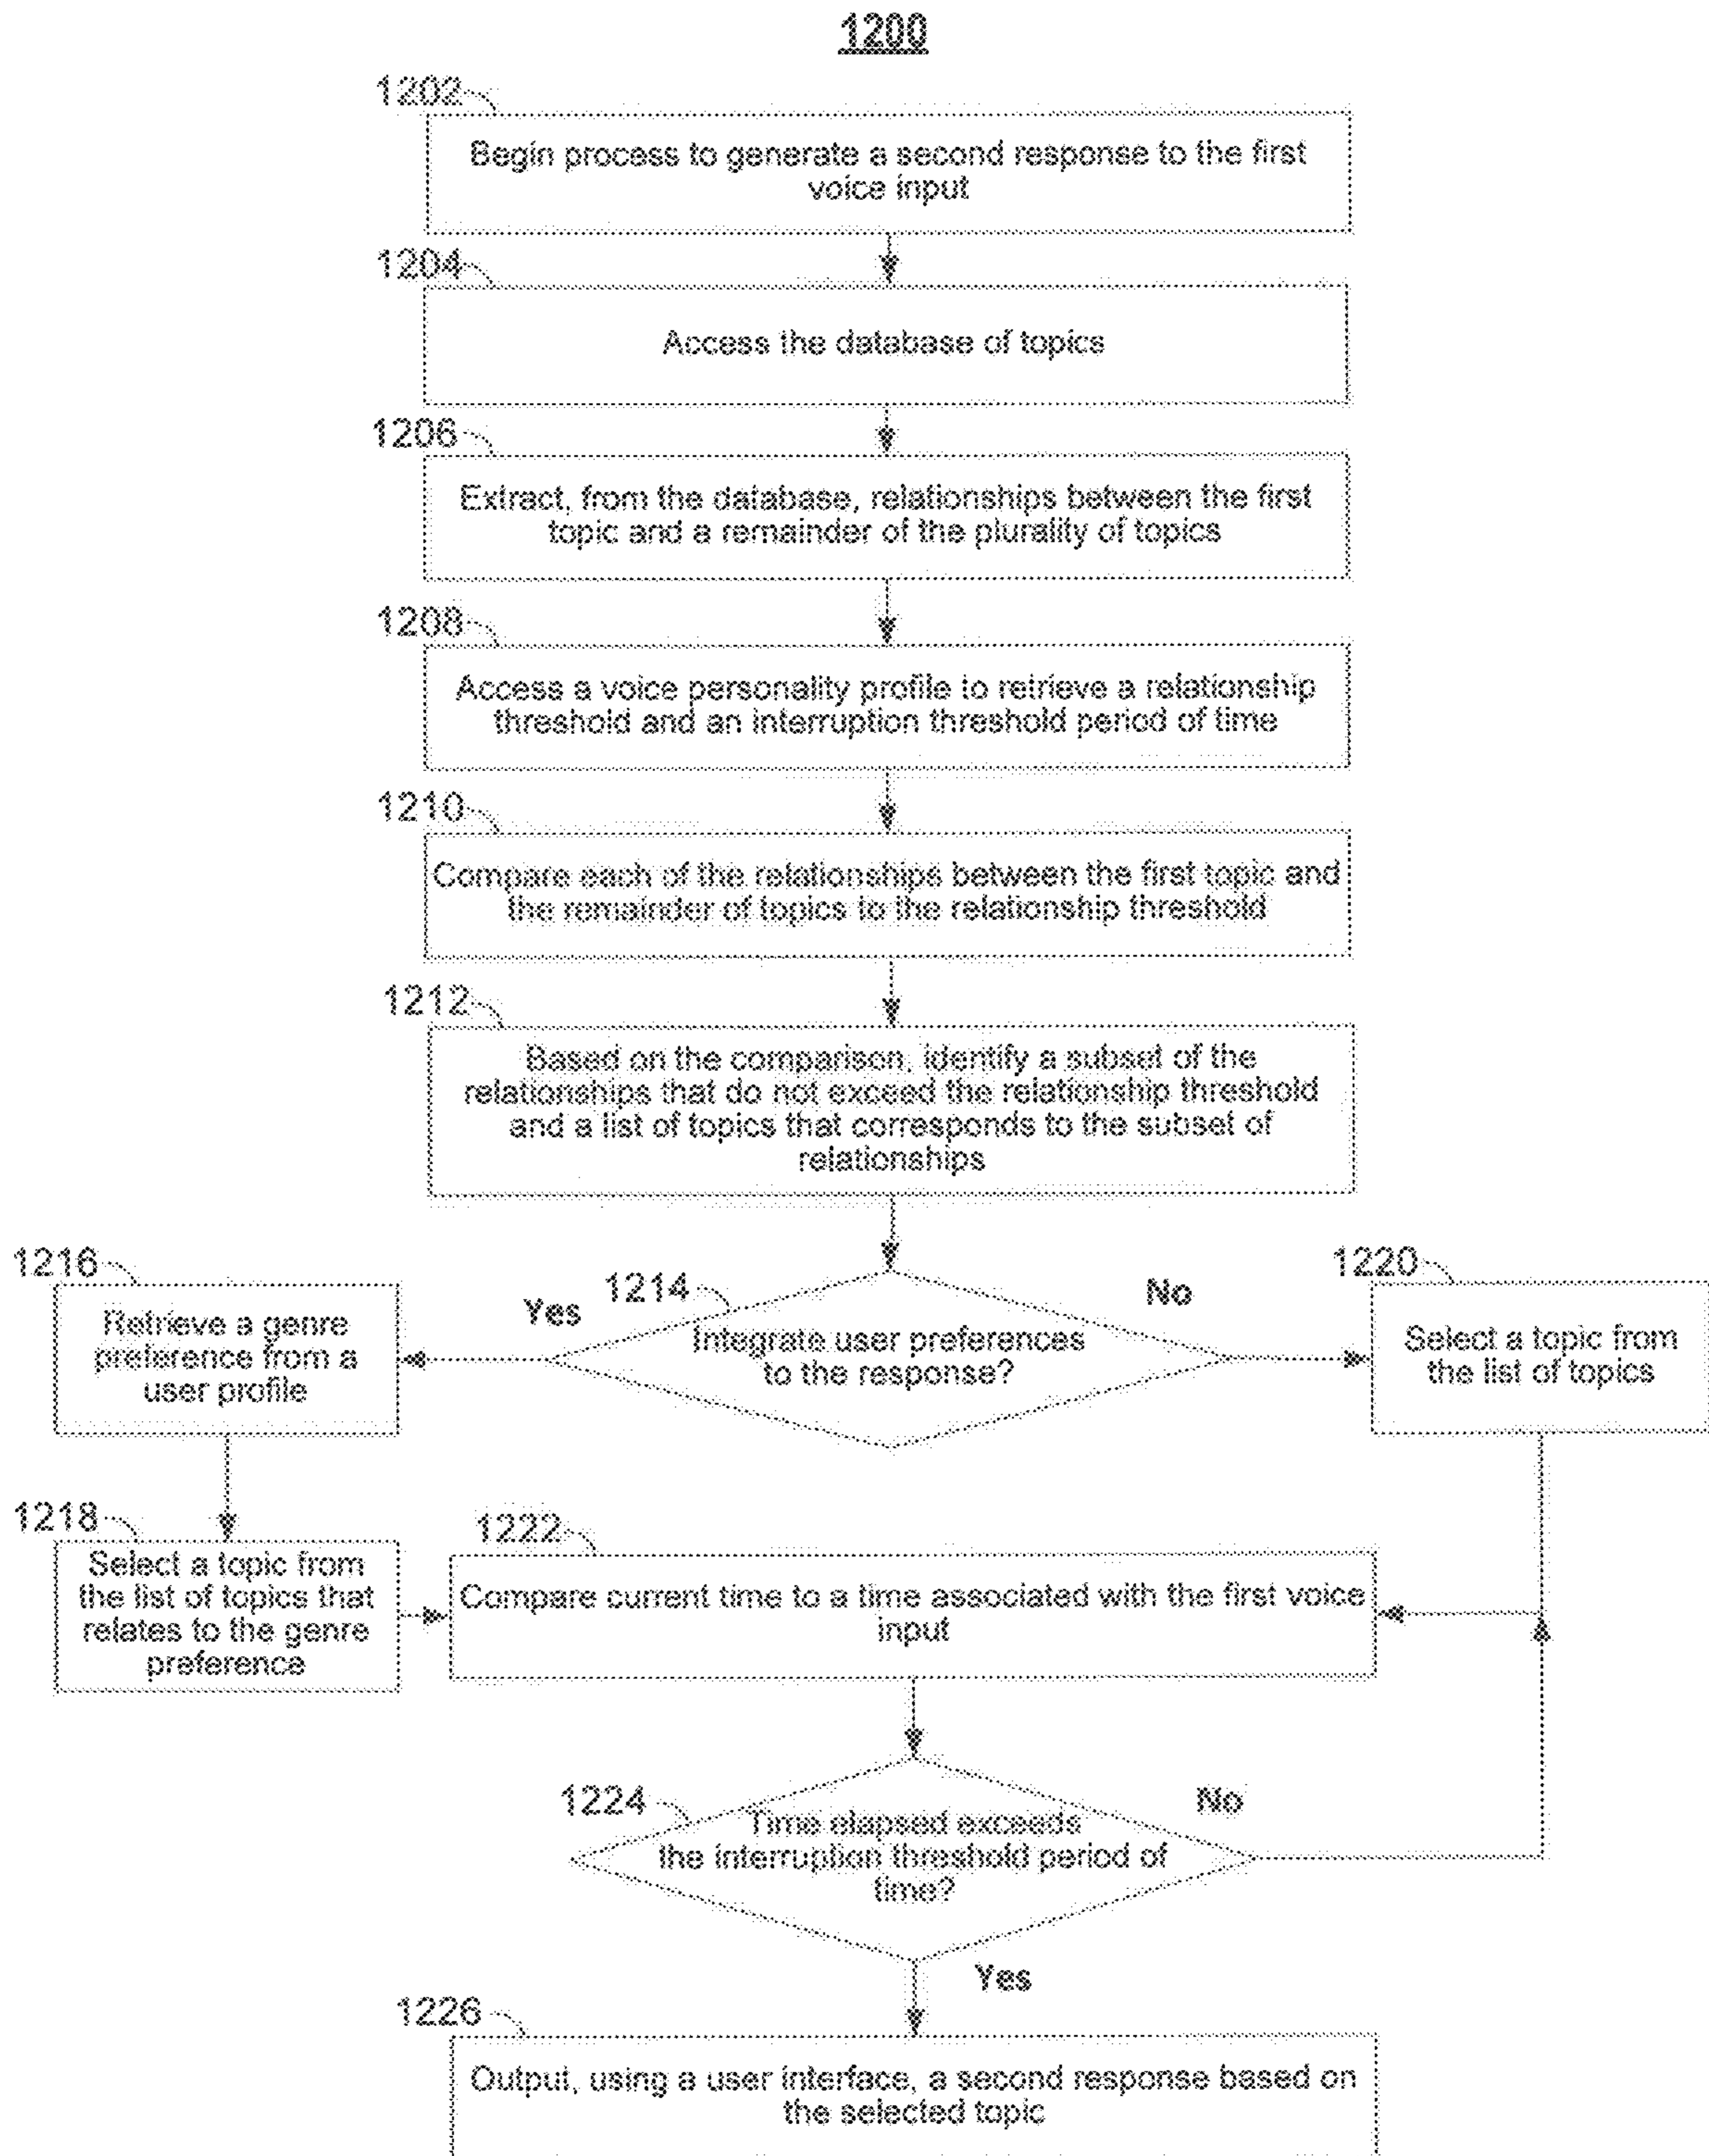 1200
1202
Begin process to generate a second response to the first
voice input
1204
Access the database of topics
1206
Extract, from the database, relationships between the first
topic and a remainder of the plurality of topics
1208
Access a voice personality profile to retrieve a relationship
threshold and an interruption threshold period of time
1210
Compare each of the relationships between the first topic and
the remainder of topics to the relationship threshold
1212
Based on the comparison, identify a subset of the
relationships that do not exceed the relationship threshold
and a list of topics that corresponds to the subset of
relationships
1214
Integrate user preferences
to the response?
Yes
No
1216
Retrieve a genre
preference from a
user profile
1220
Select a topic from
the list of topics
1218
Select a topic from
the list of topics that
relates to the genre
preference
1222
Compare current time to a time associated with the first voice
input
1224
Time elapsed exceeds
the interruption threshold period of
time?
No
Yes
1226
Output, using a user interface, a second response based on
the selected topic